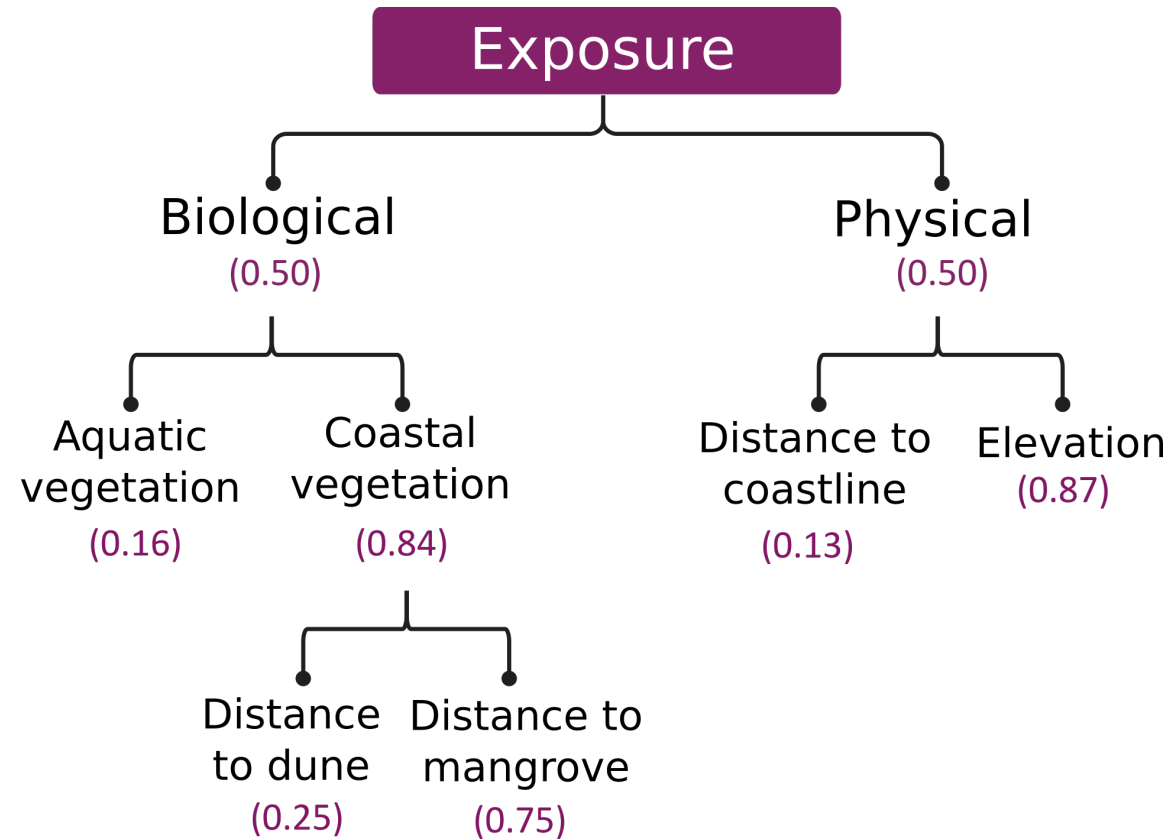 Exposure
Biological
(0.50)
Physical
(0.50)
Aquatic
vegetation
(0.16)
Coastal
vegetation
(0.84)
Distance to
coastline
(0.13)
Elevation
(0.87)
Distance
to dune
(0.25)
Distance to
mangrove
(0.75)